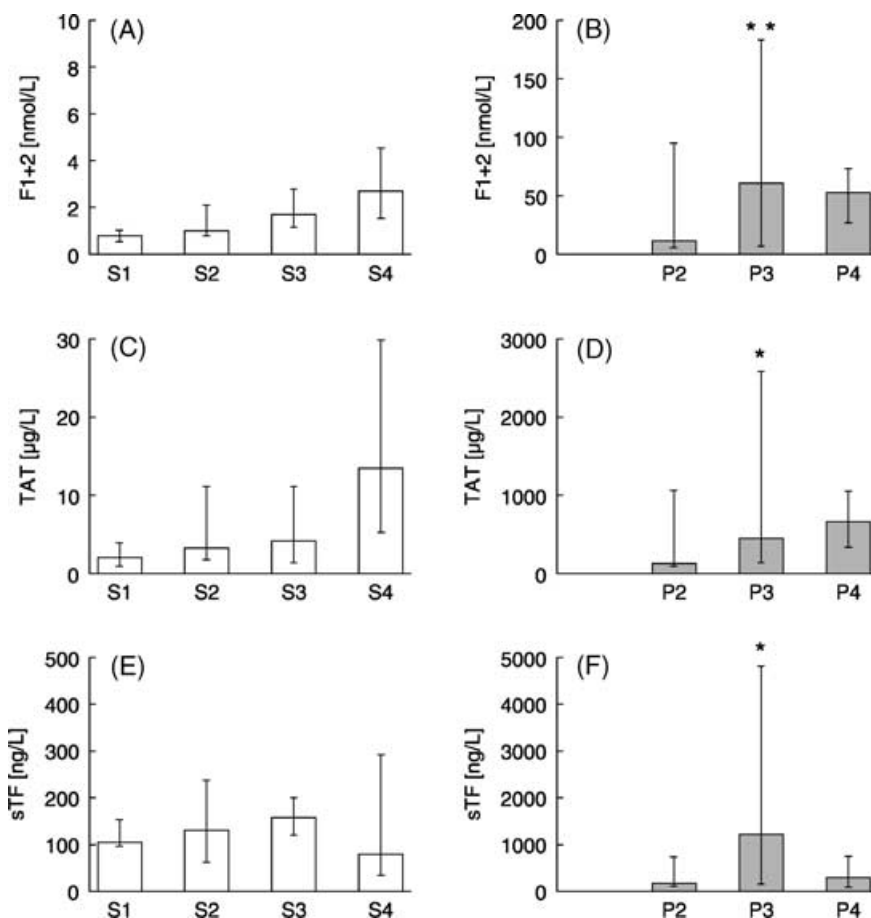 (A)
F1+2 [nmol/L]
10
8
6
4
2
0
S1 S2 S3 S4
(B)
F1+2 [nmol/L]
200
150
100
50
0
* *
P2 P3 P4
(C)
TAT [µg/L]
30
20
10
0
S1 S2 S3 S4
(D)
TAT [µg/L]
3000
2000
1000
0
*
P2 P3 P4
(E)
sTF [ng/L]
500
400
300
200
100
0
S1 S2 S3 S4
(F)
sTF [ng/L]
5000
4000
3000
2000
1000
0
*
P2 P3 P4